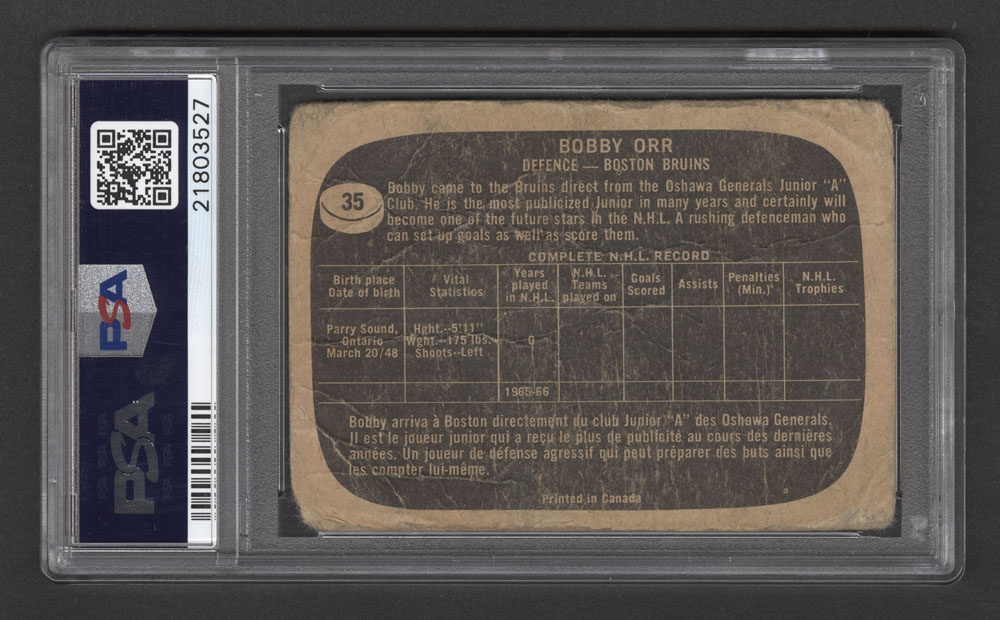 21803527
PSA
PSA
BOBBY ORR
DEFENCE — BOSTON BRUINS
35
Bobby came to the Bruins direct from the Oshawa Generals Junior "A"
Club. He is the most publicized Junior in many years and certainly will
become one of the future stars in the N.H.L. A rushing defenceman who
can set up goals as well as score them.
COMPLETE N.H.L. RECORD
Birth place Date of birth
Vital Statistics
Years played in N.H.L.
N.H.L. Teams played on
Goals Scored
Assists
Penalties (Min.)
N.H.L. Trophies
Parry Sound, Ontario March 20/48
Hght.--5'11" Wght.--175 lbs. Shoots--Left
0
1965-66
Bobby arriva à Boston directement du club Junior "A" des Oshawa Generals.
Il est le joueur junior qui a reçu le plus de publicité au cours des dernières
années. Un joueur de défense agressif qui peut préparer des buts ainsi que
les compter lui-même.
Printed in Canada